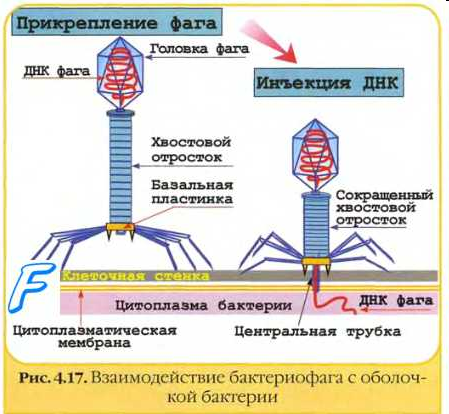 Прикрепление фага
Головка фага
ДНК фага
Инъекция ДНК
Хвостовой
отросток
Базальная
пластинка
Сокращенный
хвостовой
отросток
F
Клеточная стенка
Цитоплазма бактерии
ДНК фага
Цитоплазматическая
мембрана
Центральная трубка
Рис. 4.17. Взаимодействие бактериофага с оболоч-
кой бактерии